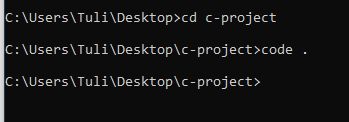 C:\Users\Tuli\Desktop>cd c-project
C:\Users\Tuli\Desktop\c-project>code .
C:\Users\Tuli\Desktop\c-project>